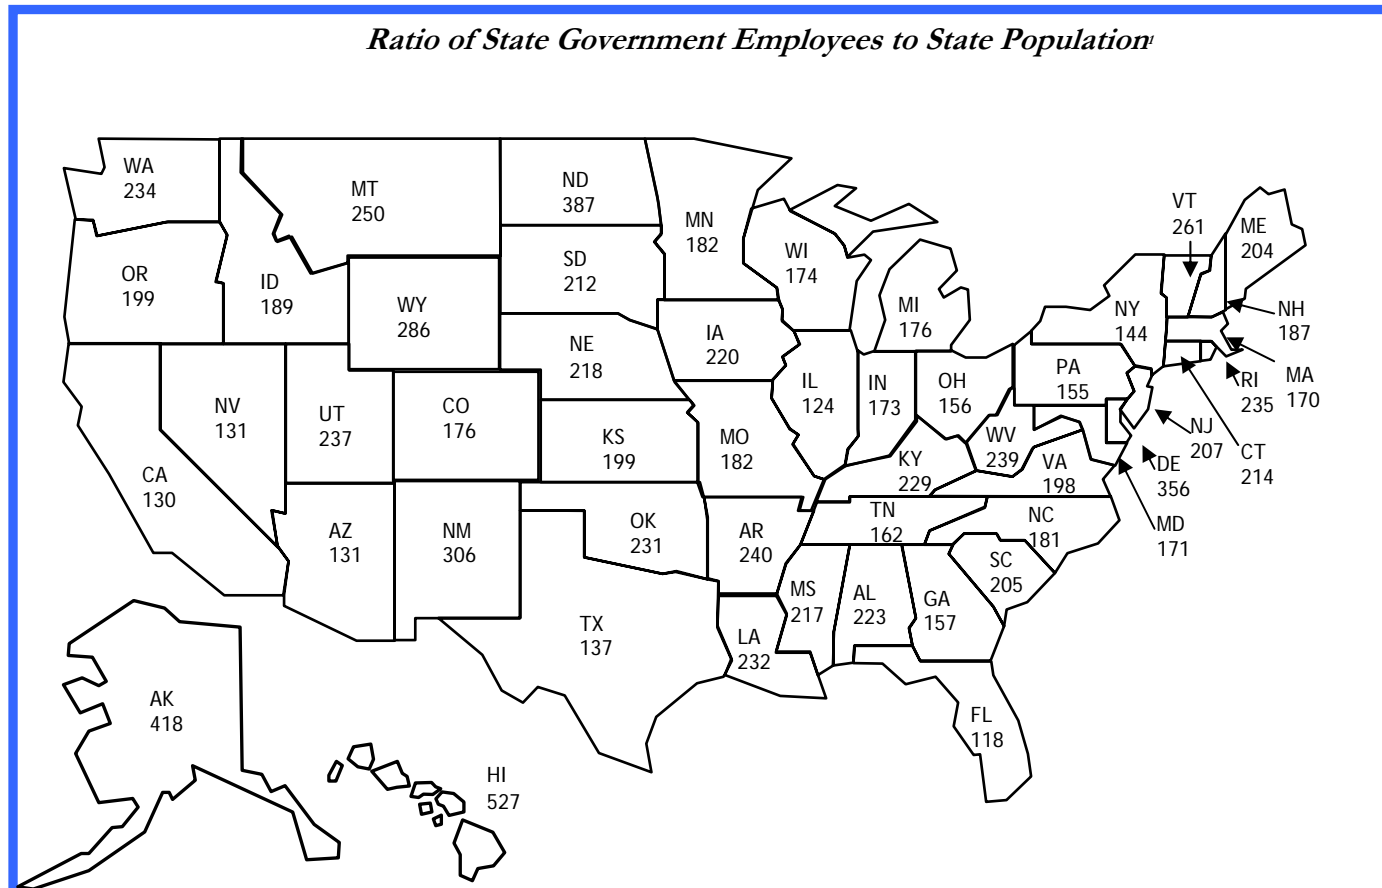 Ratio of State Government Employees to State Population¹
WA
234
MT
250
ND
387
MN
182
VT
261
ME
204
OR
199
ID
189
WY
286
SD
212
WI
174
MI
176
NY
144
NH
187
NE
218
IA
220
PA
155
MA
170
RI
235
NV
131
UT
237
CO
176
IL
124
IN
173
OH
156
NJ
207
CT
214
CA
130
KS
199
MO
182
KY
229
WV
239
VA
198
DE
356
AZ
131
NM
306
OK
231
AR
240
TN
162
NC
181
MD
171
SC
205
TX
137
LA
232
MS
217
AL
223
GA
157
AK
418
FL
118
HI
527